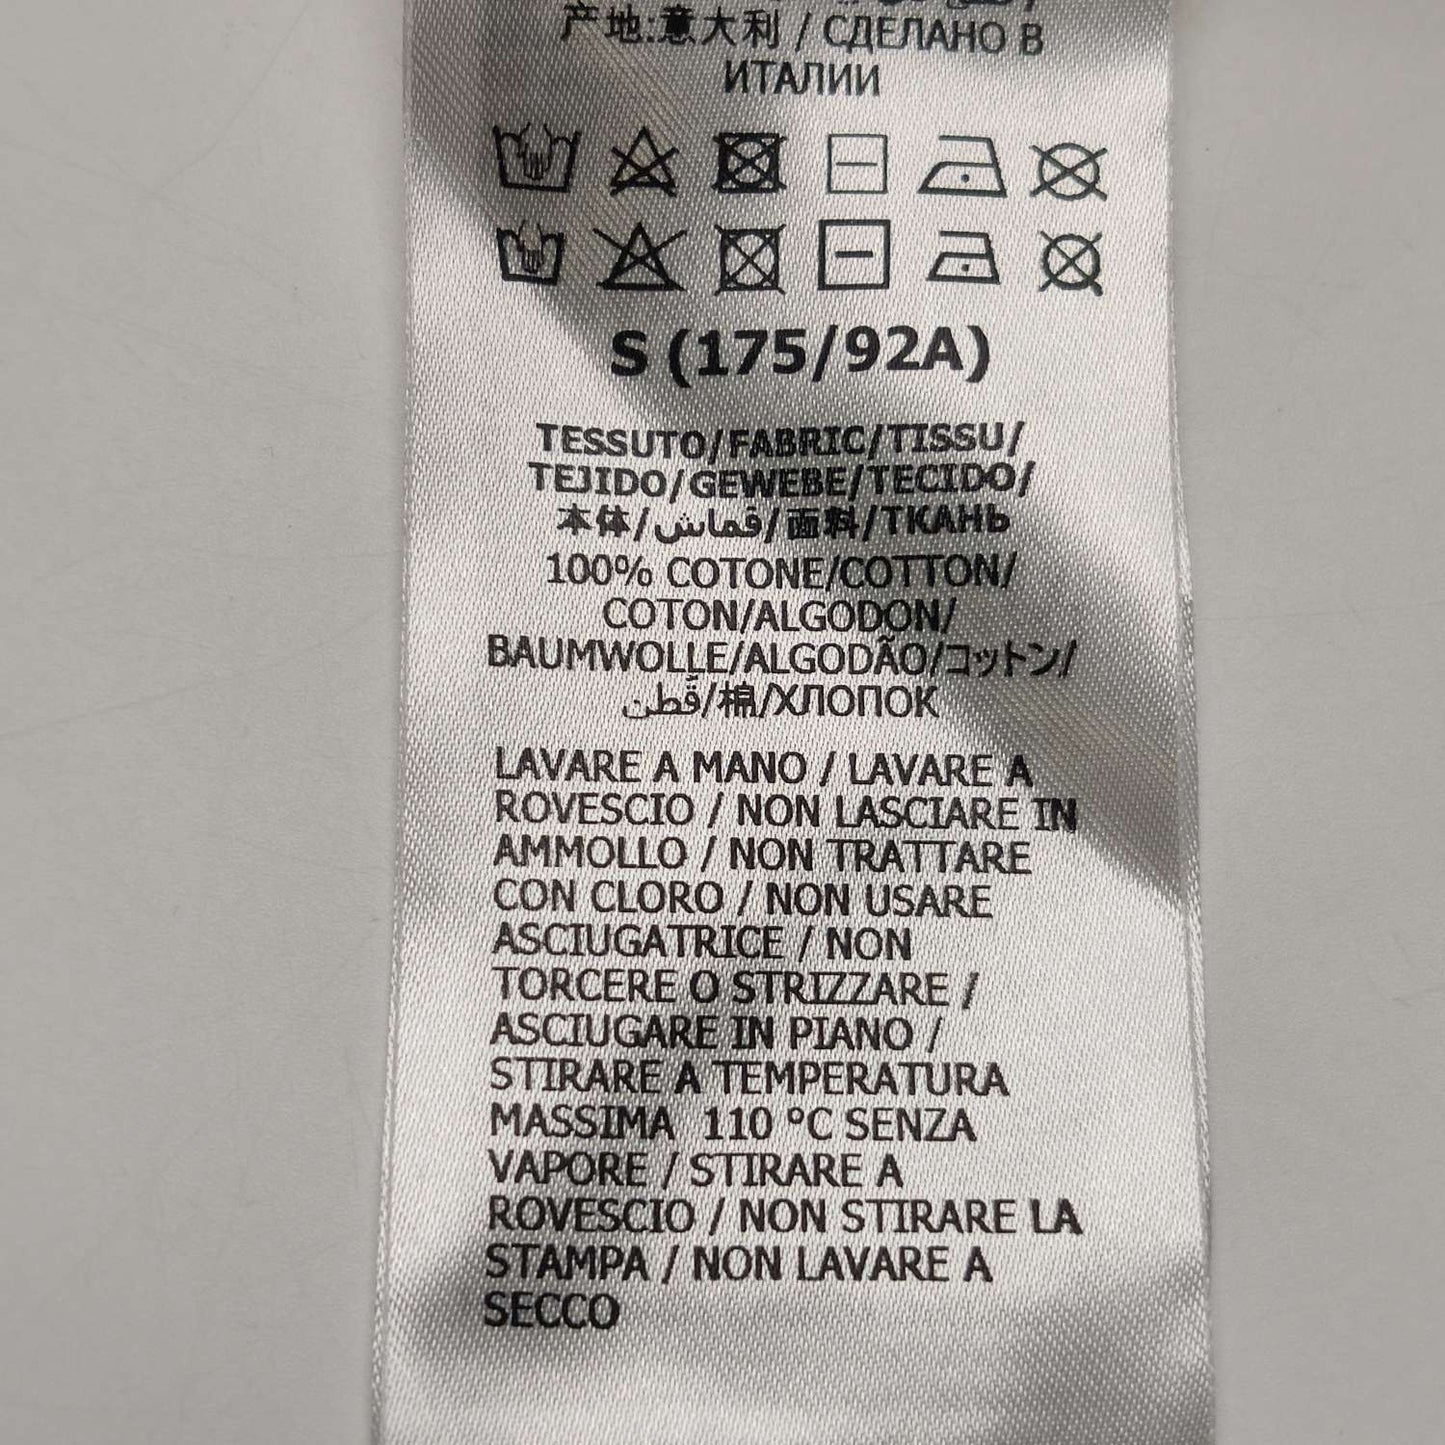 产地:意大利 / СДЕЛАНО В
ИТАЛИИ
S (175/92A)
TESSUTO/FABRIC/TISSU/
TEJIDO/GEWEBE/TECIDO/
本体/قماش/面料/ТКАНЬ
100% COTONE/COTTON/
COTON/ALGODON/
BAUMWOLLE/ALGODÃO/コットン/
قطن/棉/ХЛОПОК
LAVARE A MANO / LAVARE A
ROVESCIO / NON LASCIARE IN
AMMOLLO / NON TRATTARE
CON CLORO / NON USARE
ASCIUGATRICE / NON
TORCERE O STRIZZARE /
ASCIUGARE IN PIANO /
STIRARE A TEMPERATURA
MASSIMA 110 °C SENZA
VAPORE / STIRARE A
ROVESCIO / NON STIRARE LA
STAMPA / NON LAVARE A
SECCO